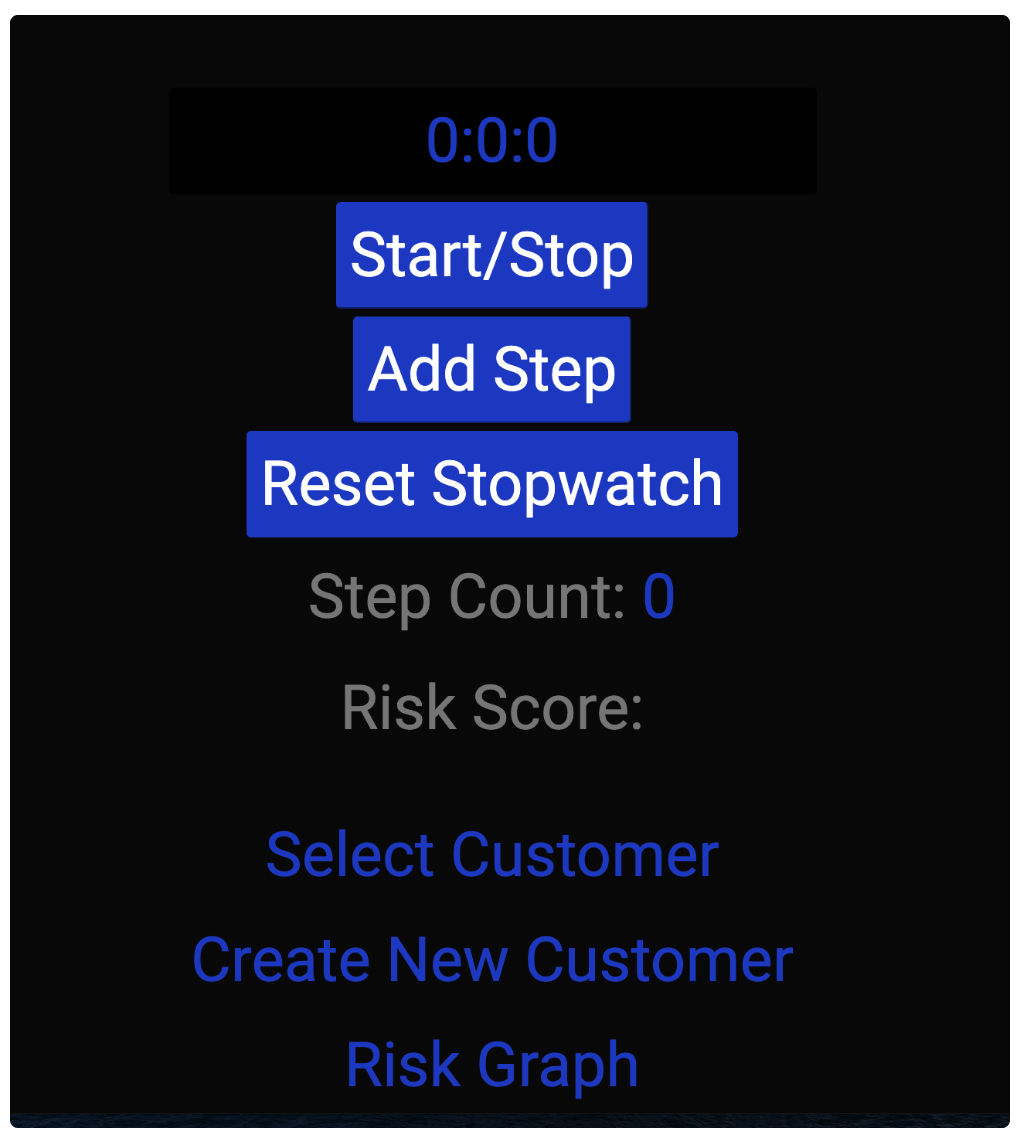 0:0:0
Start/Stop
Add Step
Reset Stopwatch
Step Count: 0
Risk Score:
Select Customer
Create New Customer
Risk Graph